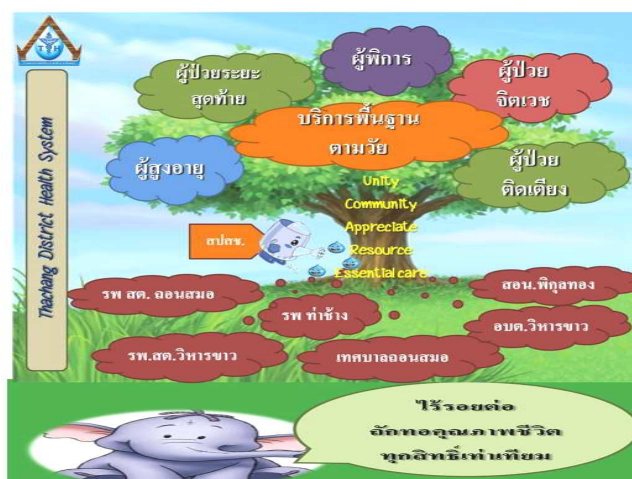 Thachang District Health System
ผู้ป่วยระยะ
สุดท้าย
ผู้พิการ
ผู้ป่วย
จิตเวช
บริการพื้นฐาน
ตามวัย
ผู้สูงอายุ
ผู้ป่วย
ติดเตียง
Unity
Community
Appreciate
Resource
Essential care
สปสช.
รพ สต. ถอนสมอ
รพ ท่าช้าง
สอน.พิกุลทอง
อบต.วิหารขาว
รพ.สต.วิหารขาว
เทศบาลถอนสมอ
ไร้รอยต่อ
ถักทอคุณภาพชีวิต
ทุกสิทธิ์เท่าเทียม